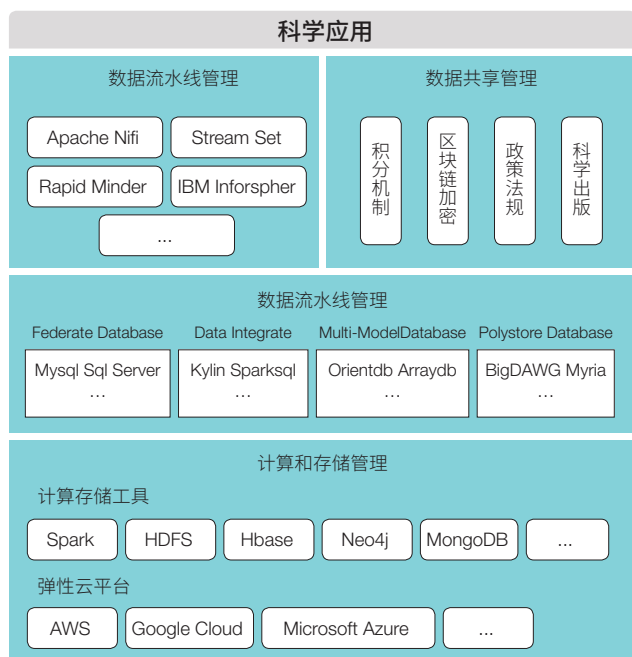 科学应用
数据流水线管理
Apache Nifi
Stream Set
Rapid Minder
IBM Inforspher
...
数据共享管理
积分机制
区块链加密
政策法规
科学出版
数据流水线管理
Federate Database
Data Integrate
Multi-ModelDatabase
Polystore Database
Mysql Sql Server
...
Kylin Sparksql
...
Orientdb Arraydb
...
BigDAWG Myria
...
计算和存储管理
计算存储工具
Spark
HDFS
Hbase
Neo4j
MongoDB
...
弹性云平台
AWS
Google Cloud
Microsoft Azure
...